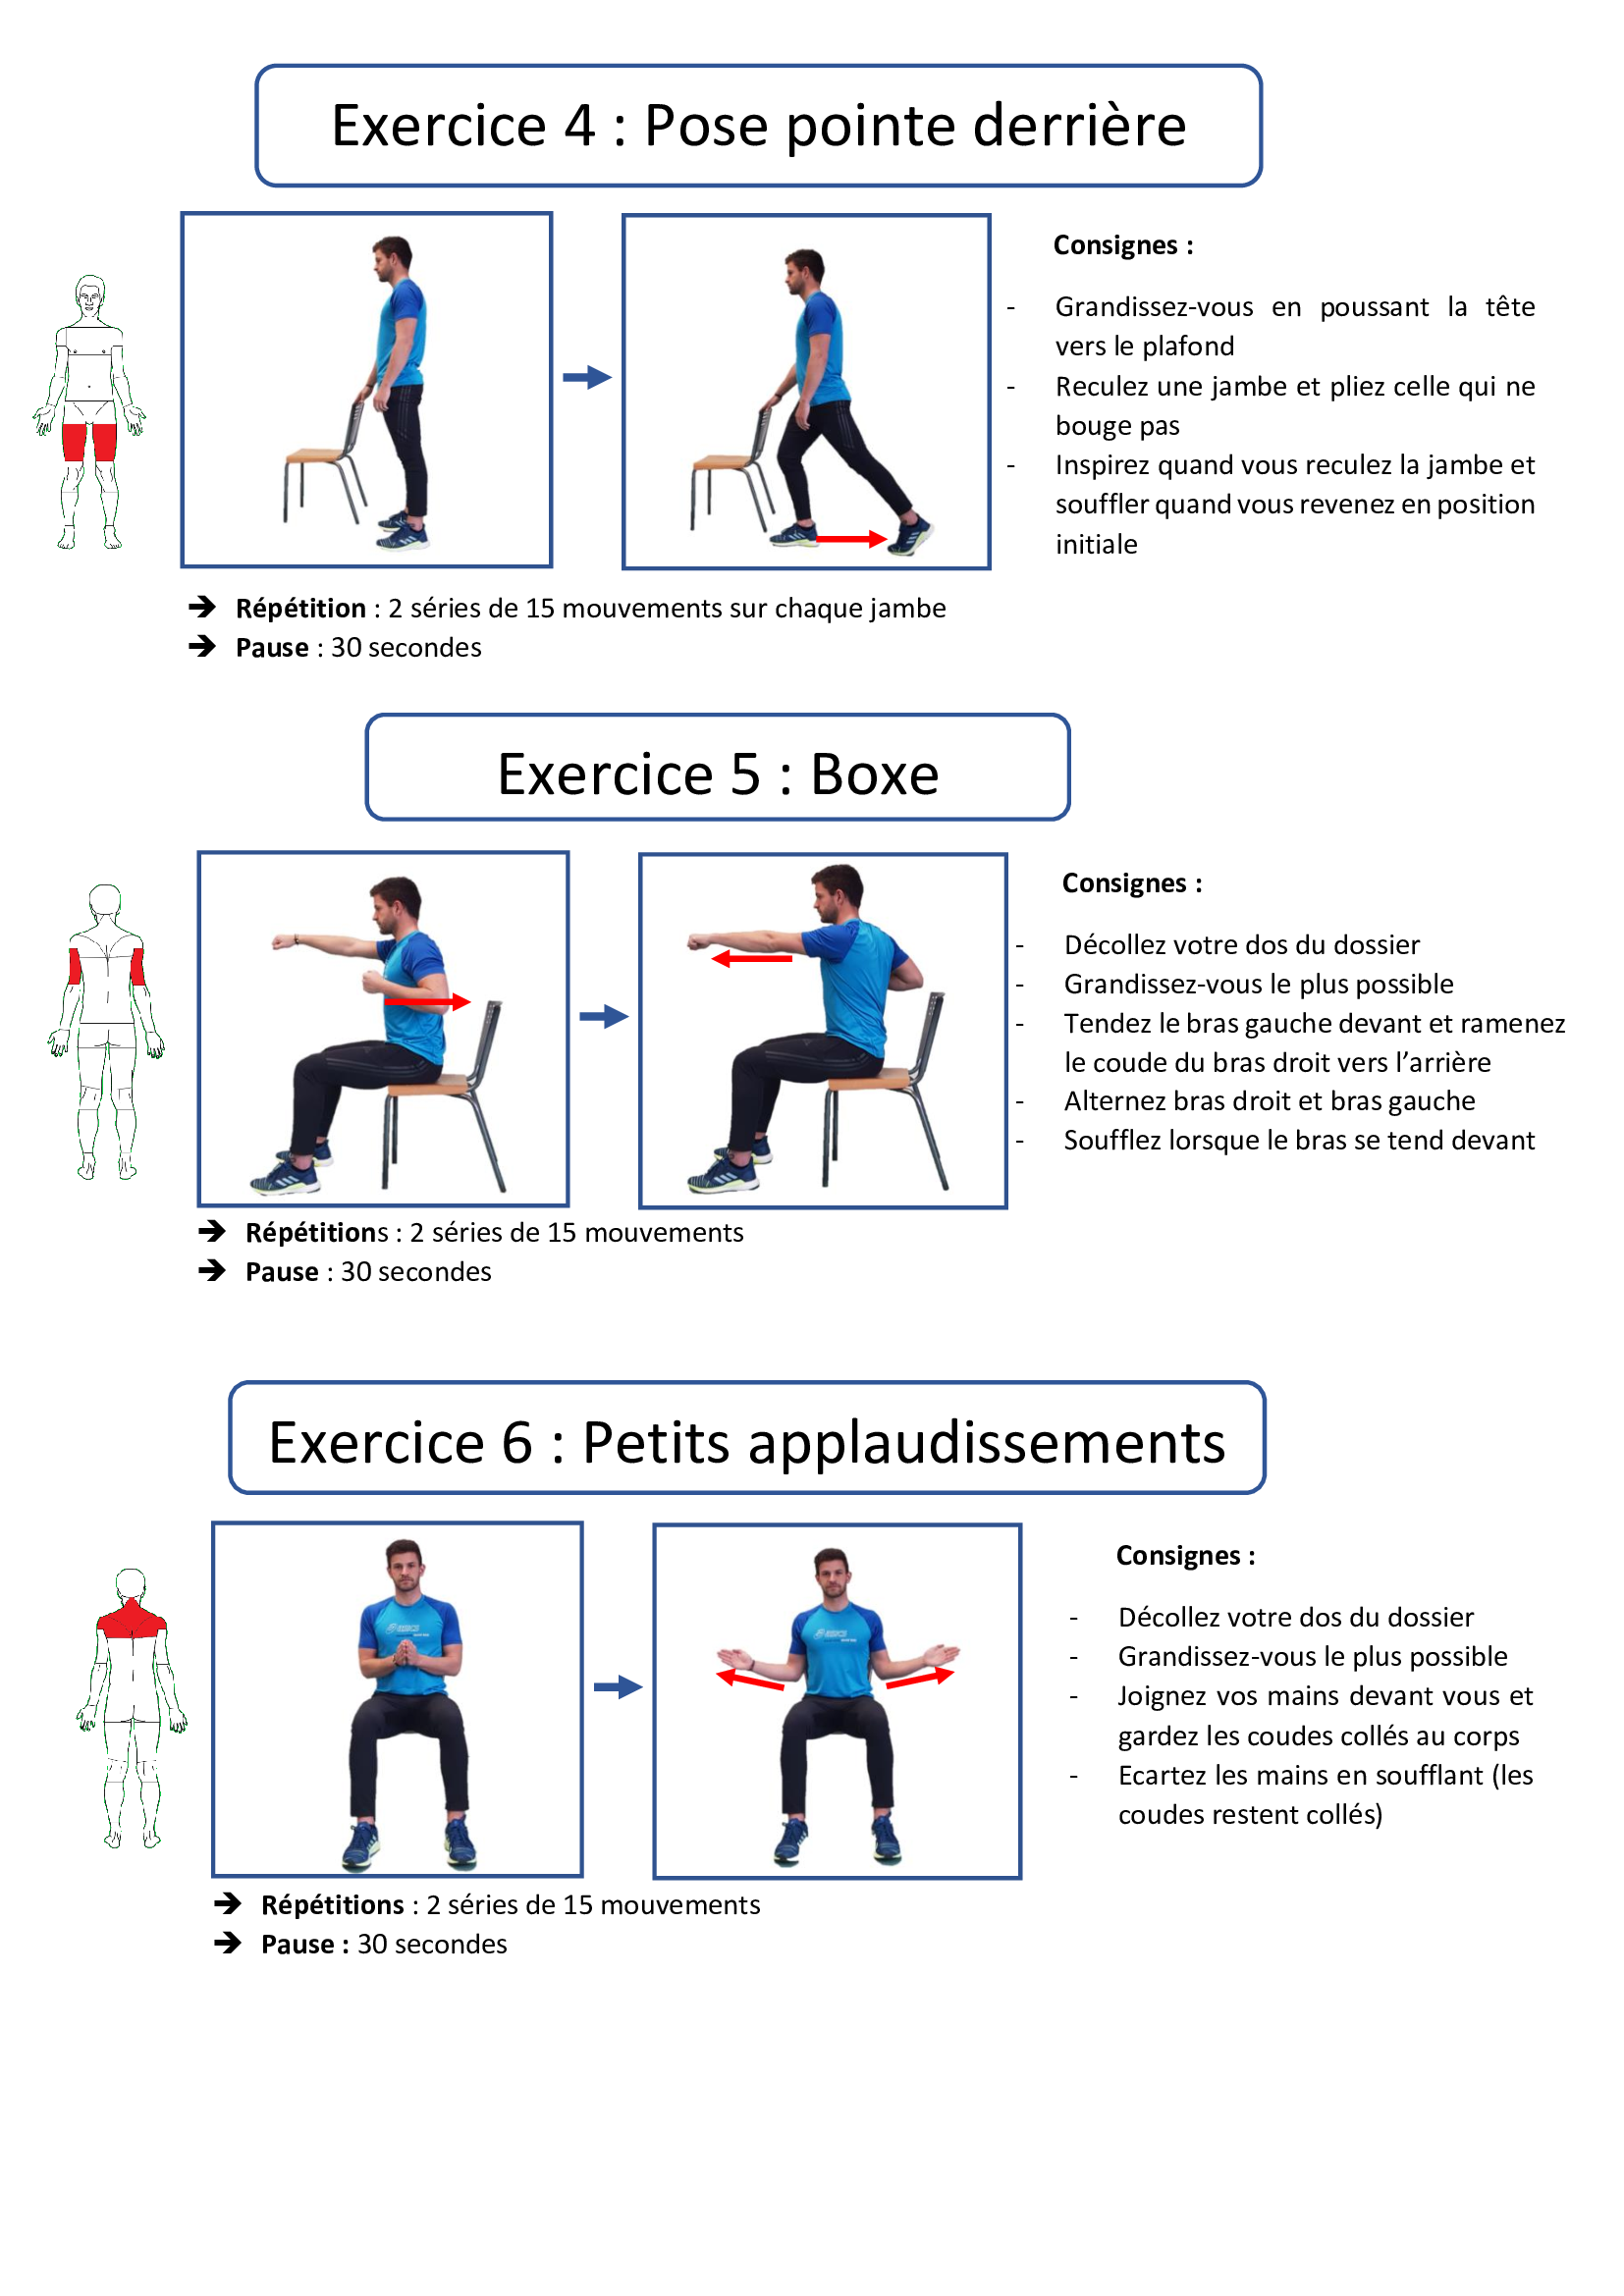 Exercice 4 : Pose pointe derrière
Consignes :
- Grandissez-vous en poussant la tête
vers le plafond
- Reculez une jambe et pliez celle qui ne
bouge pas
- Inspirez quand vous reculez la jambe et
souffler quand vous revenez en position
initiale
➔ Répétition : 2 séries de 15 mouvements sur chaque jambe
➔ Pause : 30 secondes
Exercice 5 : Boxe
Consignes :
- Décollez votre dos du dossier
- Grandissez-vous le plus possible
- Tendez le bras gauche devant et ramenez
le coude du bras droit vers l’arrière
- Alternez bras droit et bras gauche
- Soufflez lorsque le bras se tend devant
➔ Répétitions : 2 séries de 15 mouvements
➔ Pause : 30 secondes
Exercice 6 : Petits applaudissements
Consignes :
- Décollez votre dos du dossier
- Grandissez-vous le plus possible
- Joignez vos mains devant vous et
gardez les coudes collés au corps
- Ecartez les mains en soufflant (les
coudes restent collés)
asics
➔ Répétitions : 2 séries de 15 mouvements
➔ Pause : 30 secondes